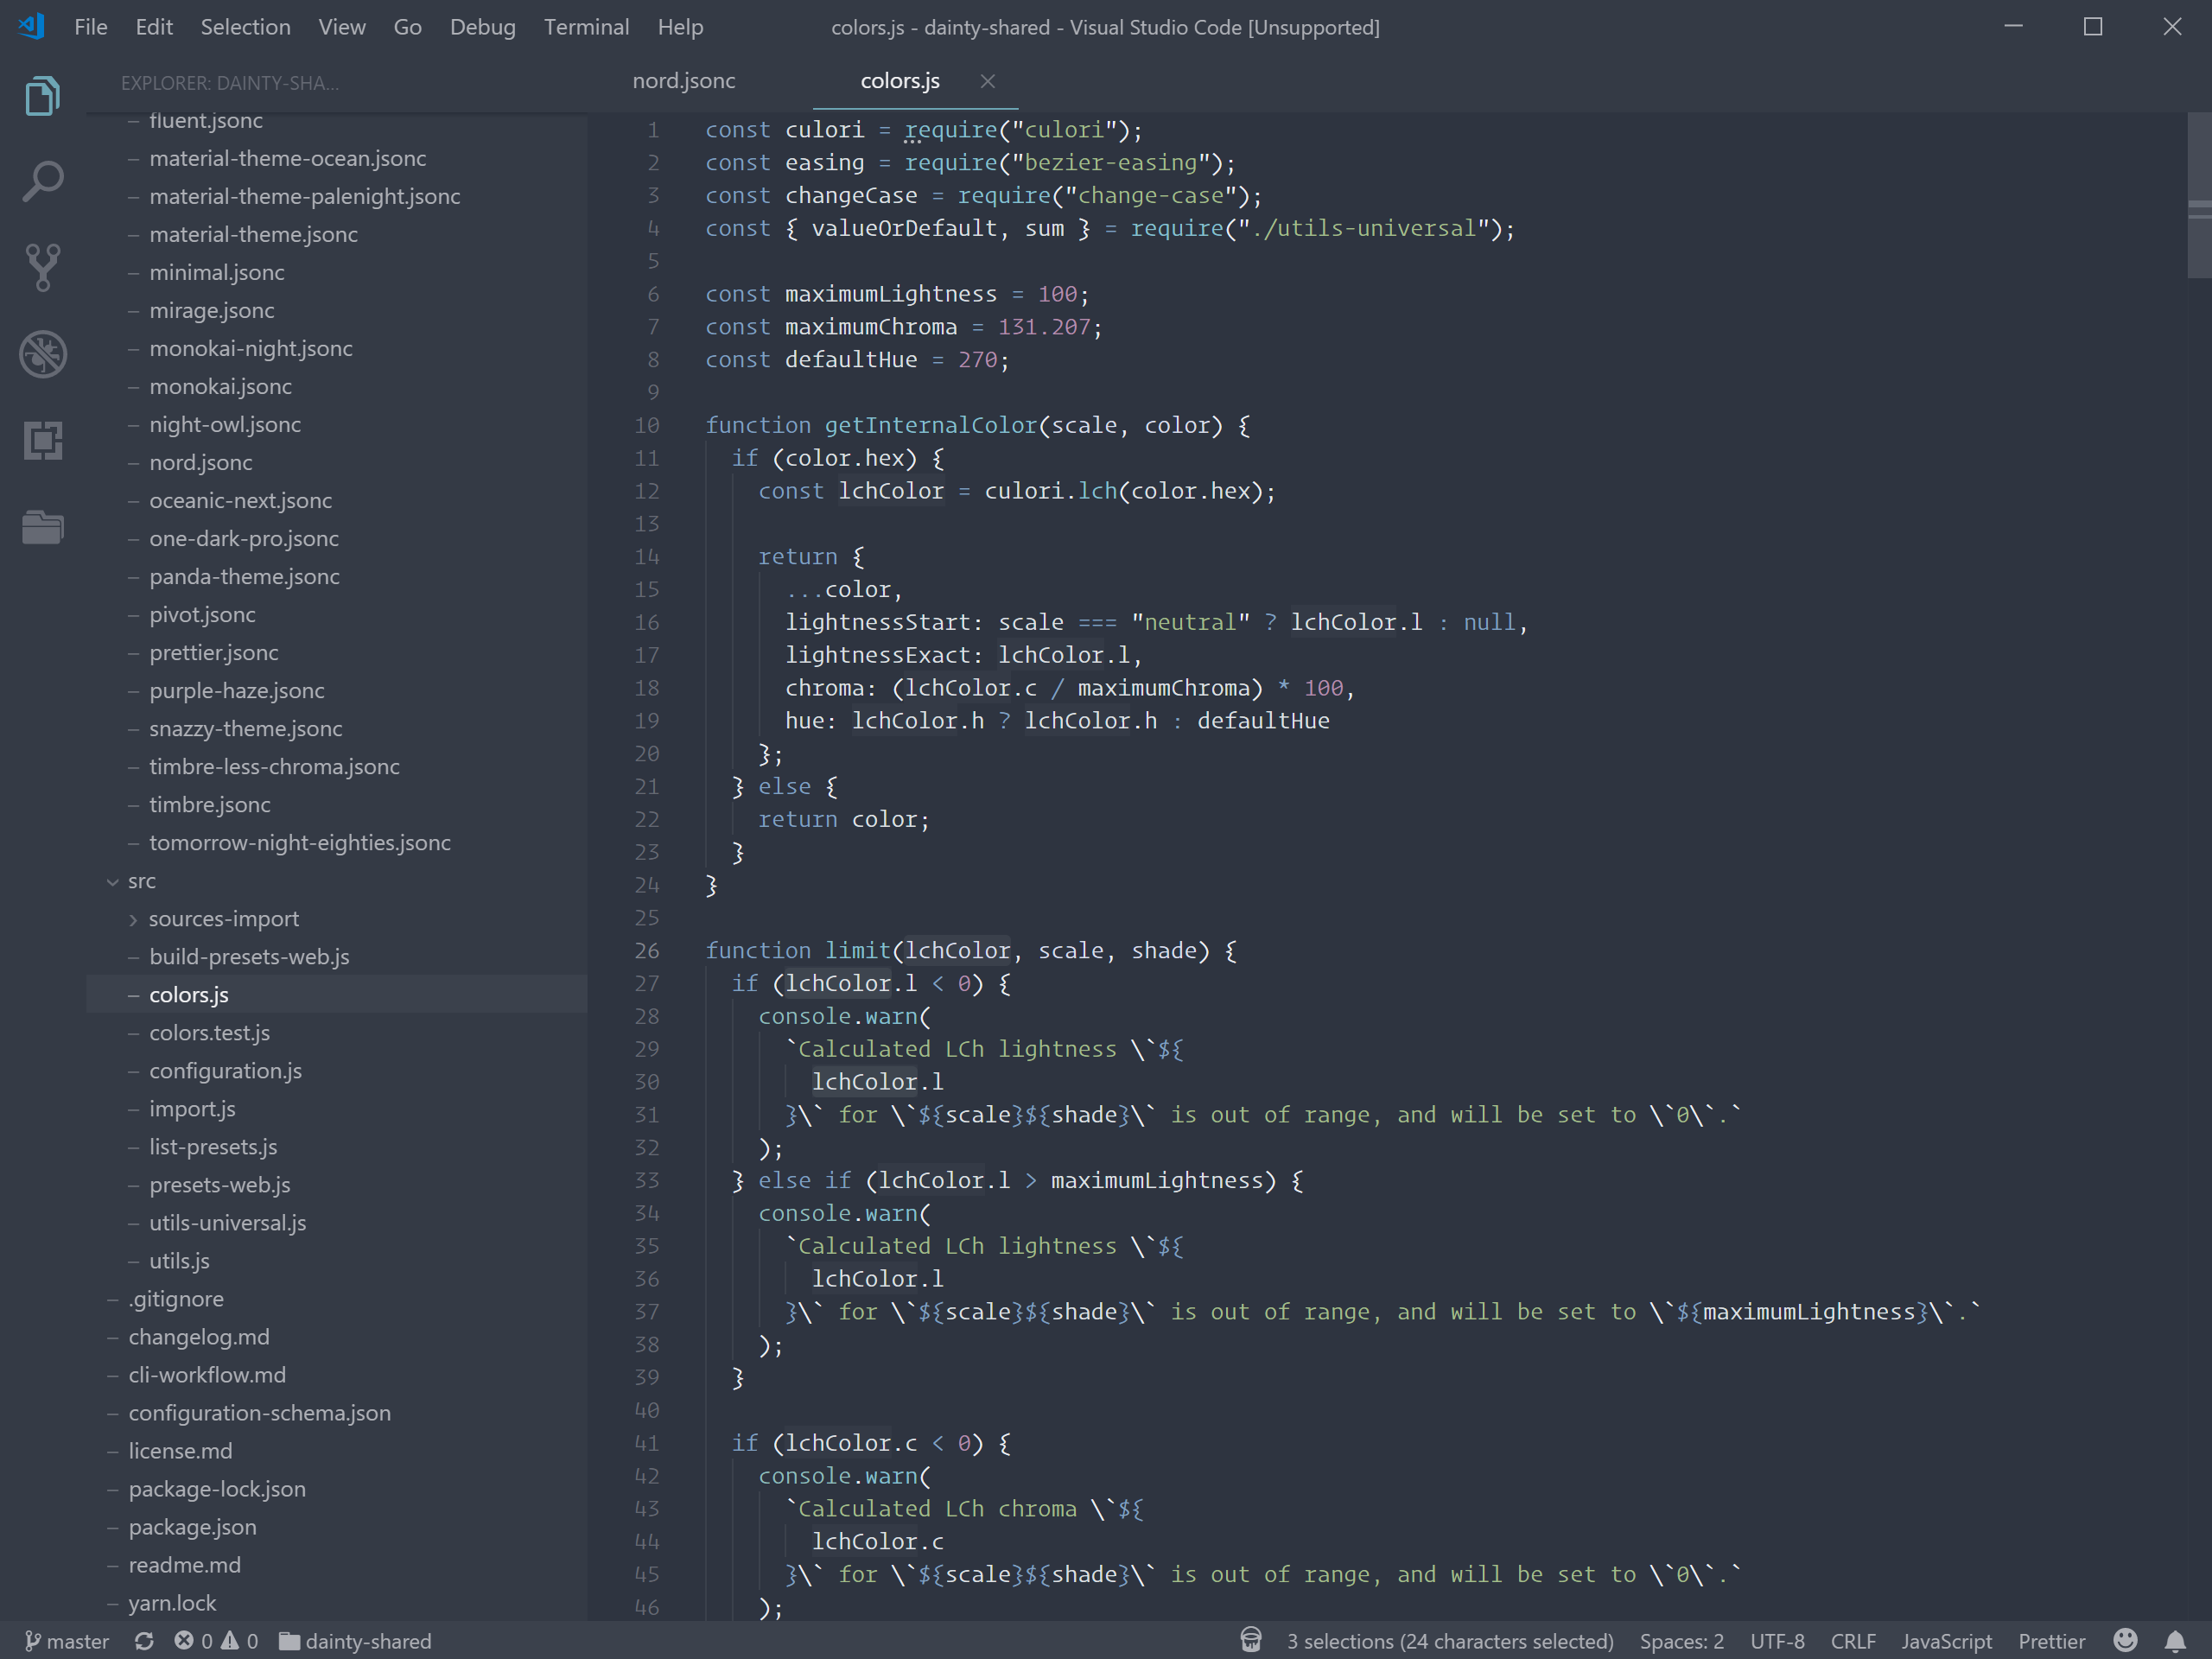 File Edit Selection View Go Debug Terminal Help
colors.js - dainty-shared - Visual Studio Code [Unsupported]
EXPLORER: DAINTY-SHA...
fluent.jsonc
material-theme-ocean.jsonc
material-theme-palenight.jsonc
material-theme.jsonc
minimal.jsonc
mirage.jsonc
monokai-night.jsonc
monokai.jsonc
night-owl.jsonc
nord.jsonc
oceanic-next.jsonc
one-dark-pro.jsonc
panda-theme.jsonc
pivot.jsonc
prettier.jsonc
purple-haze.jsonc
snazzy-theme.jsonc
timbre-less-chroma.jsonc
timbre.jsonc
tomorrow-night-eighties.jsonc
src
sources-import
build-presets-web.js
colors.js
colors.test.js
configuration.js
import.js
list-presets.js
presets-web.js
utils-universal.js
utils.js
.gitignore
changelog.md
cli-workflow.md
configuration-schema.json
license.md
package-lock.json
package.json
readme.md
yarn.lock
nord.jsonc colors.js
1 const culori = require("culori");
2 const easing = require("bezier-easing");
3 const changeCase = require("change-case");
4 const { valueOrDefault, sum } = require("./utils-universal");
5
6 const maximumLightness = 100;
7 const maximumChroma = 131.207;
8 const defaultHue = 270;
9
10 function getInternalColor(scale, color) {
11 if (color.hex) {
12 const lchColor = culori.lch(color.hex);
13
14 return {
15 ...color,
16 lightnessStart: scale === "neutral" ? lchColor.l : null,
17 lightnessExact: lchColor.l,
18 chroma: (lchColor.c / maximumChroma) * 100,
19 hue: lchColor.h ? lchColor.h : defaultHue
20 };
21 } else {
22 return color;
23 }
24 }
25
26 function limit(lchColor, scale, shade) {
27 if (lchColor.l < 0) {
28 console.warn(
29 `Calculated LCh lightness \`${
30 lchColor.l
31 }\` for \`${scale}${shade}\` is out of range, and will be set to \`0\`.`
32 );
33 } else if (lchColor.l > maximumLightness) {
34 console.warn(
35 `Calculated LCh lightness \`${
36 lchColor.l
37 }\` for \`${scale}${shade}\` is out of range, and will be set to \`${maximumLightness}\`.`
38 );
39 }
40
41 if (lchColor.c < 0) {
42 console.warn(
43 `Calculated LCh chroma \`${
44 lchColor.c
45 }\` for \`${scale}${shade}\` is out of range, and will be set to \`0\`.`
46 );
master 0 0 dainty-shared 3 selections (24 characters selected) Spaces: 2 UTF-8 CRLF JavaScript Prettier